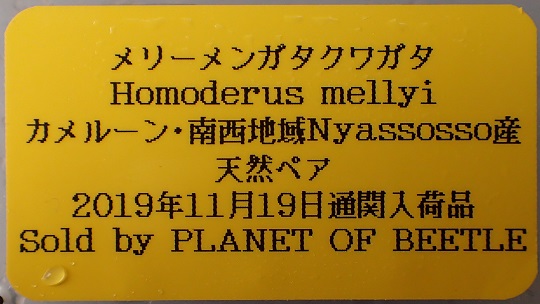 メリーメンガタクワガタ
Homoderus mellyi
カメルーン・南西地域Nyassosso産
天然ペア
2019年11月19日通関入荷品
Sold by PLANET OF BEETLE